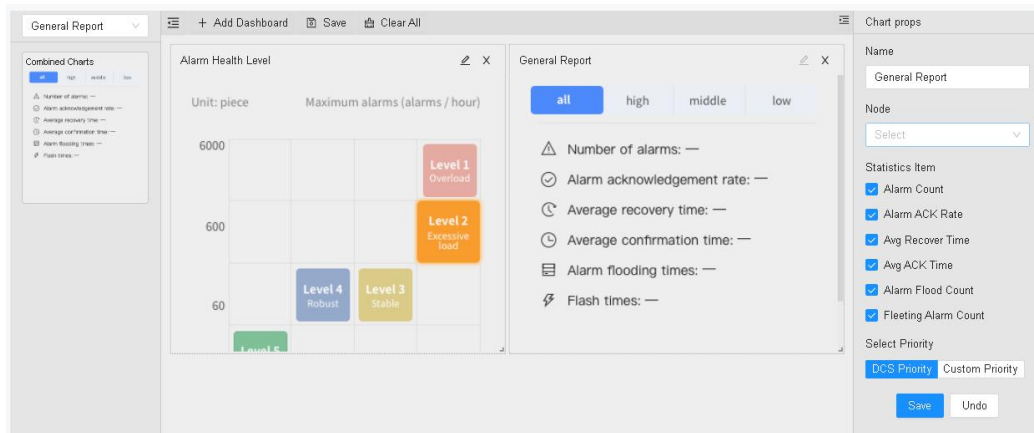 General Report
Combined Charts
all high middle low
Number of alarms: —
Alarm acknowledgement rate: —
Average recovery time: —
Average confirmation time: —
Alarm flooding times: —
Flash times: —
+ Add Dashboard Save Clear All
Alarm Health Level X
Unit: piece Maximum alarms (alarms / hour)
6000
Level 1
Overload
600
Level 2
Excessive
load
60
Level 4
Robust
Level 3
Stable
Level 5
General Report X
all high middle low
Number of alarms: —
Alarm acknowledgement rate: —
Average recovery time: —
Average confirmation time: —
Alarm flooding times: —
Flash times: —
Chart props
Name
General Report
Node
Select
Statistics Item
Alarm Count
Alarm ACK Rate
Avg Recover Time
Avg ACK Time
Alarm Flood Count
Fleeting Alarm Count
Select Priority
DCS Priority Custom Priority
Save Undo